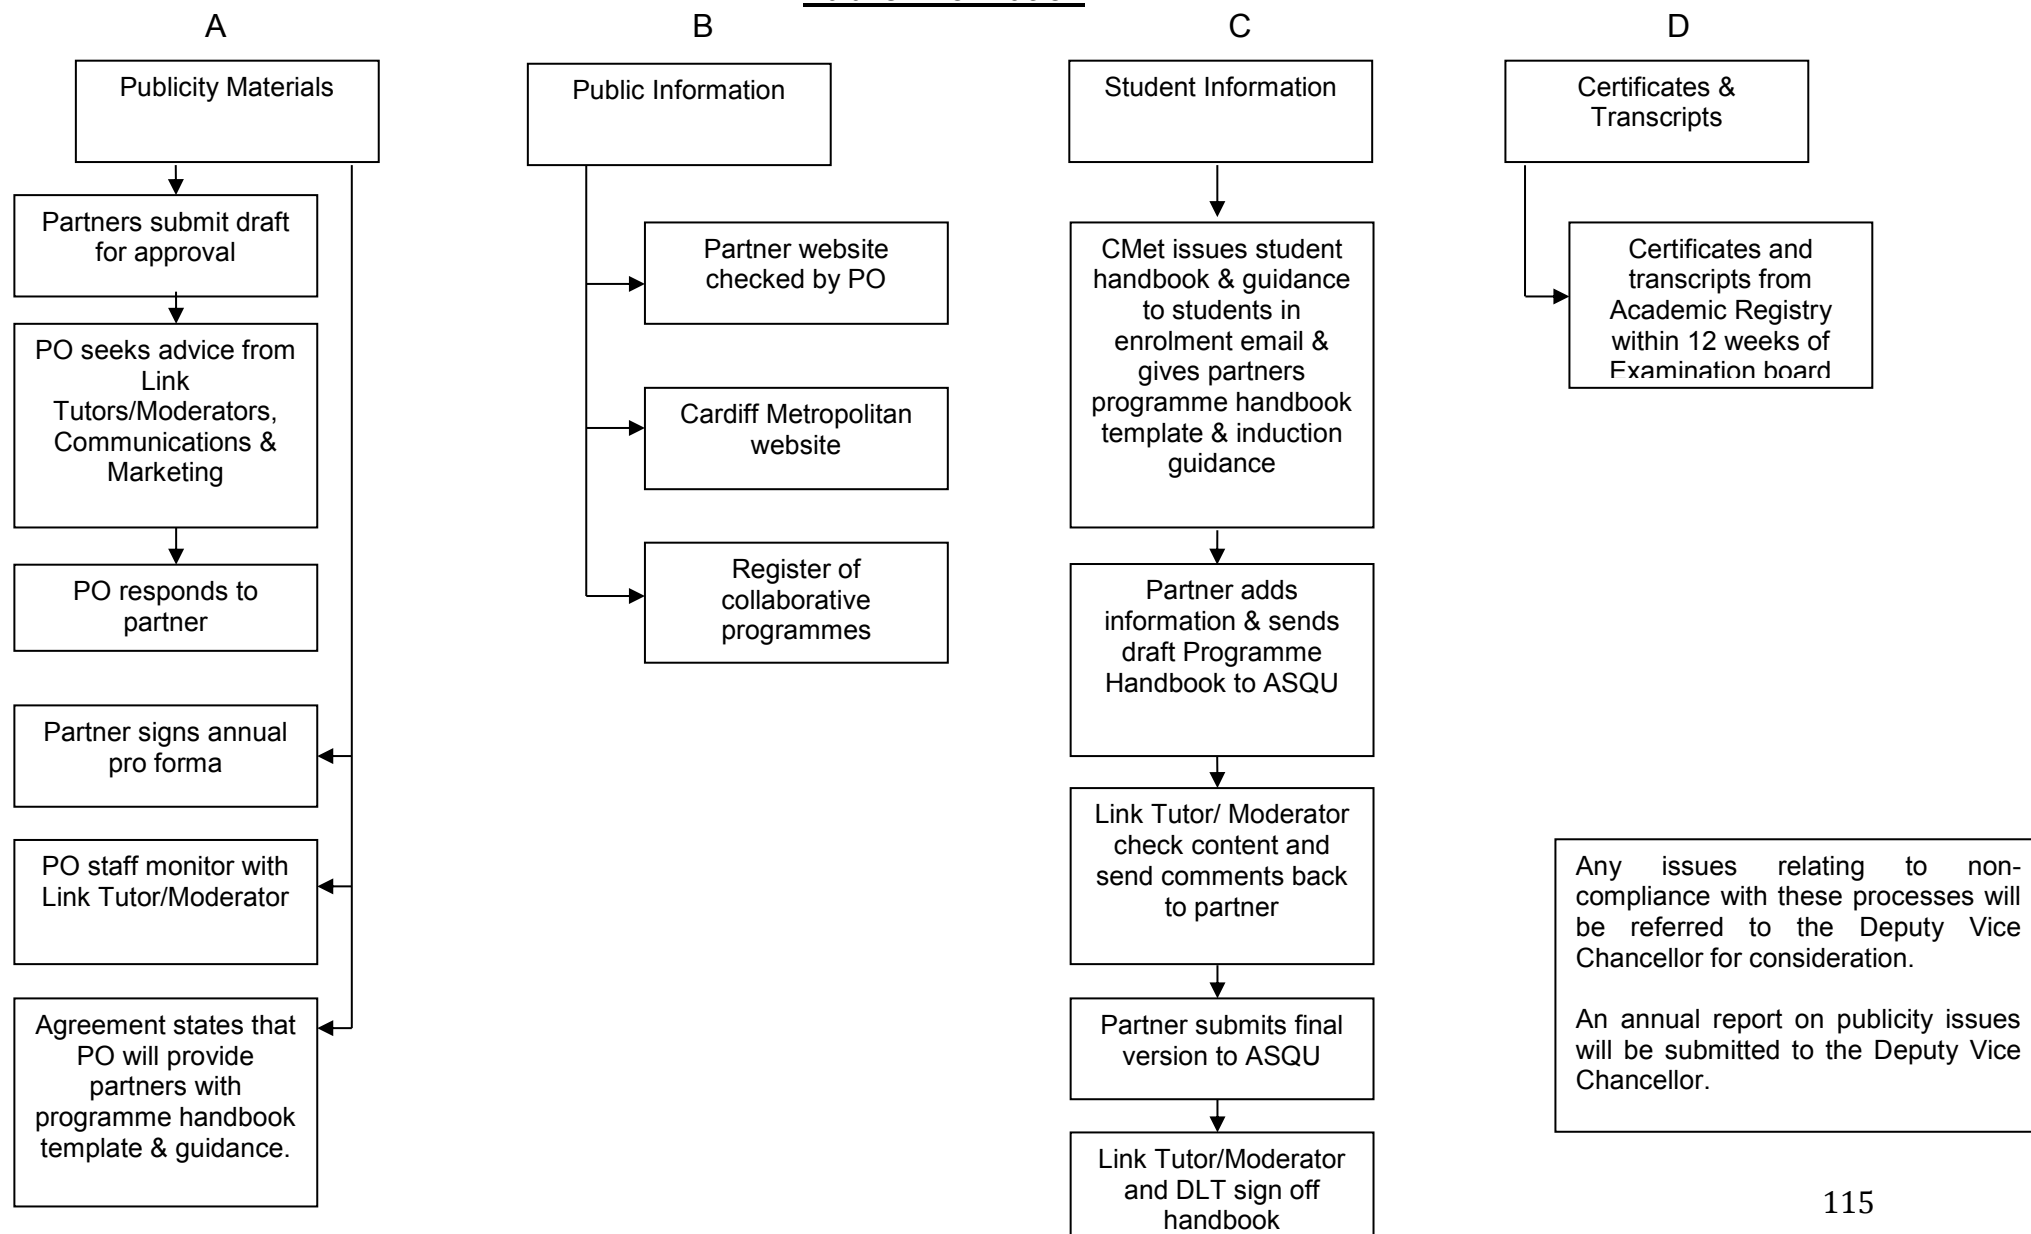 A
Publicity Materials
Partners submit draft
for approval
PO seeks advice from
Link
Tutors/Moderators,
Communications &
Marketing
PO responds to
partner
Partner signs annual
pro forma
PO staff monitor with
Link Tutor/Moderator
Agreement states that
PO will provide
partners with
programme handbook
template & guidance.
B
Public Information
Partner website
checked by PO
Cardiff Metropolitan
website
Register of
collaborative
programmes
C
Student Information
CMet issues student
handbook & guidance
to students in
enrolment email &
gives partners
programme handbook
template & induction
guidance
Partner adds
information & sends
draft Programme
Handbook to ASQU
Link Tutor/ Moderator
check content and
send comments back
to partner
Partner submits final
version to ASQU
Link Tutor/Moderator
and DLT sign off
handbook
D
Certificates &
Transcripts
Certificates and
transcripts from
Academic Registry
within 12 weeks of
Examination board
Any issues relating to non-
compliance with these processes will
be referred to the Deputy Vice
Chancellor for consideration.
An annual report on publicity issues
will be submitted to the Deputy Vice
Chancellor.
115